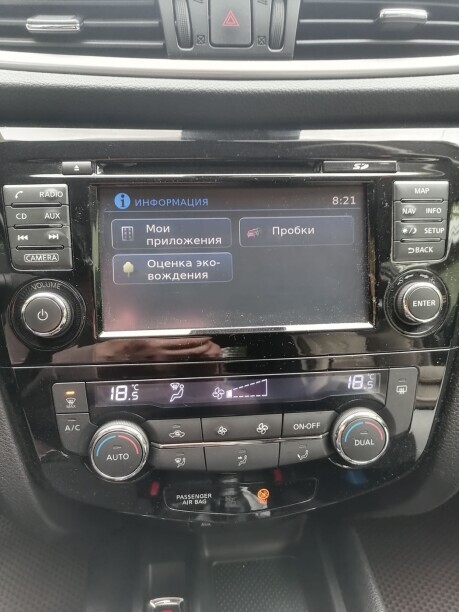 SD
RADIO
CD AUX
CAMERA
VOLUME
ИНФОРМАЦИЯ 8:21
Мои
приложения
Пробки
Оценка эко-
вождения
MAP
NAV INFO
SETUP
BACK
ENTER
18.5
18.5
A/C
AUTO
ON-OFF
DUAL
PASSENGER
AIR BAG